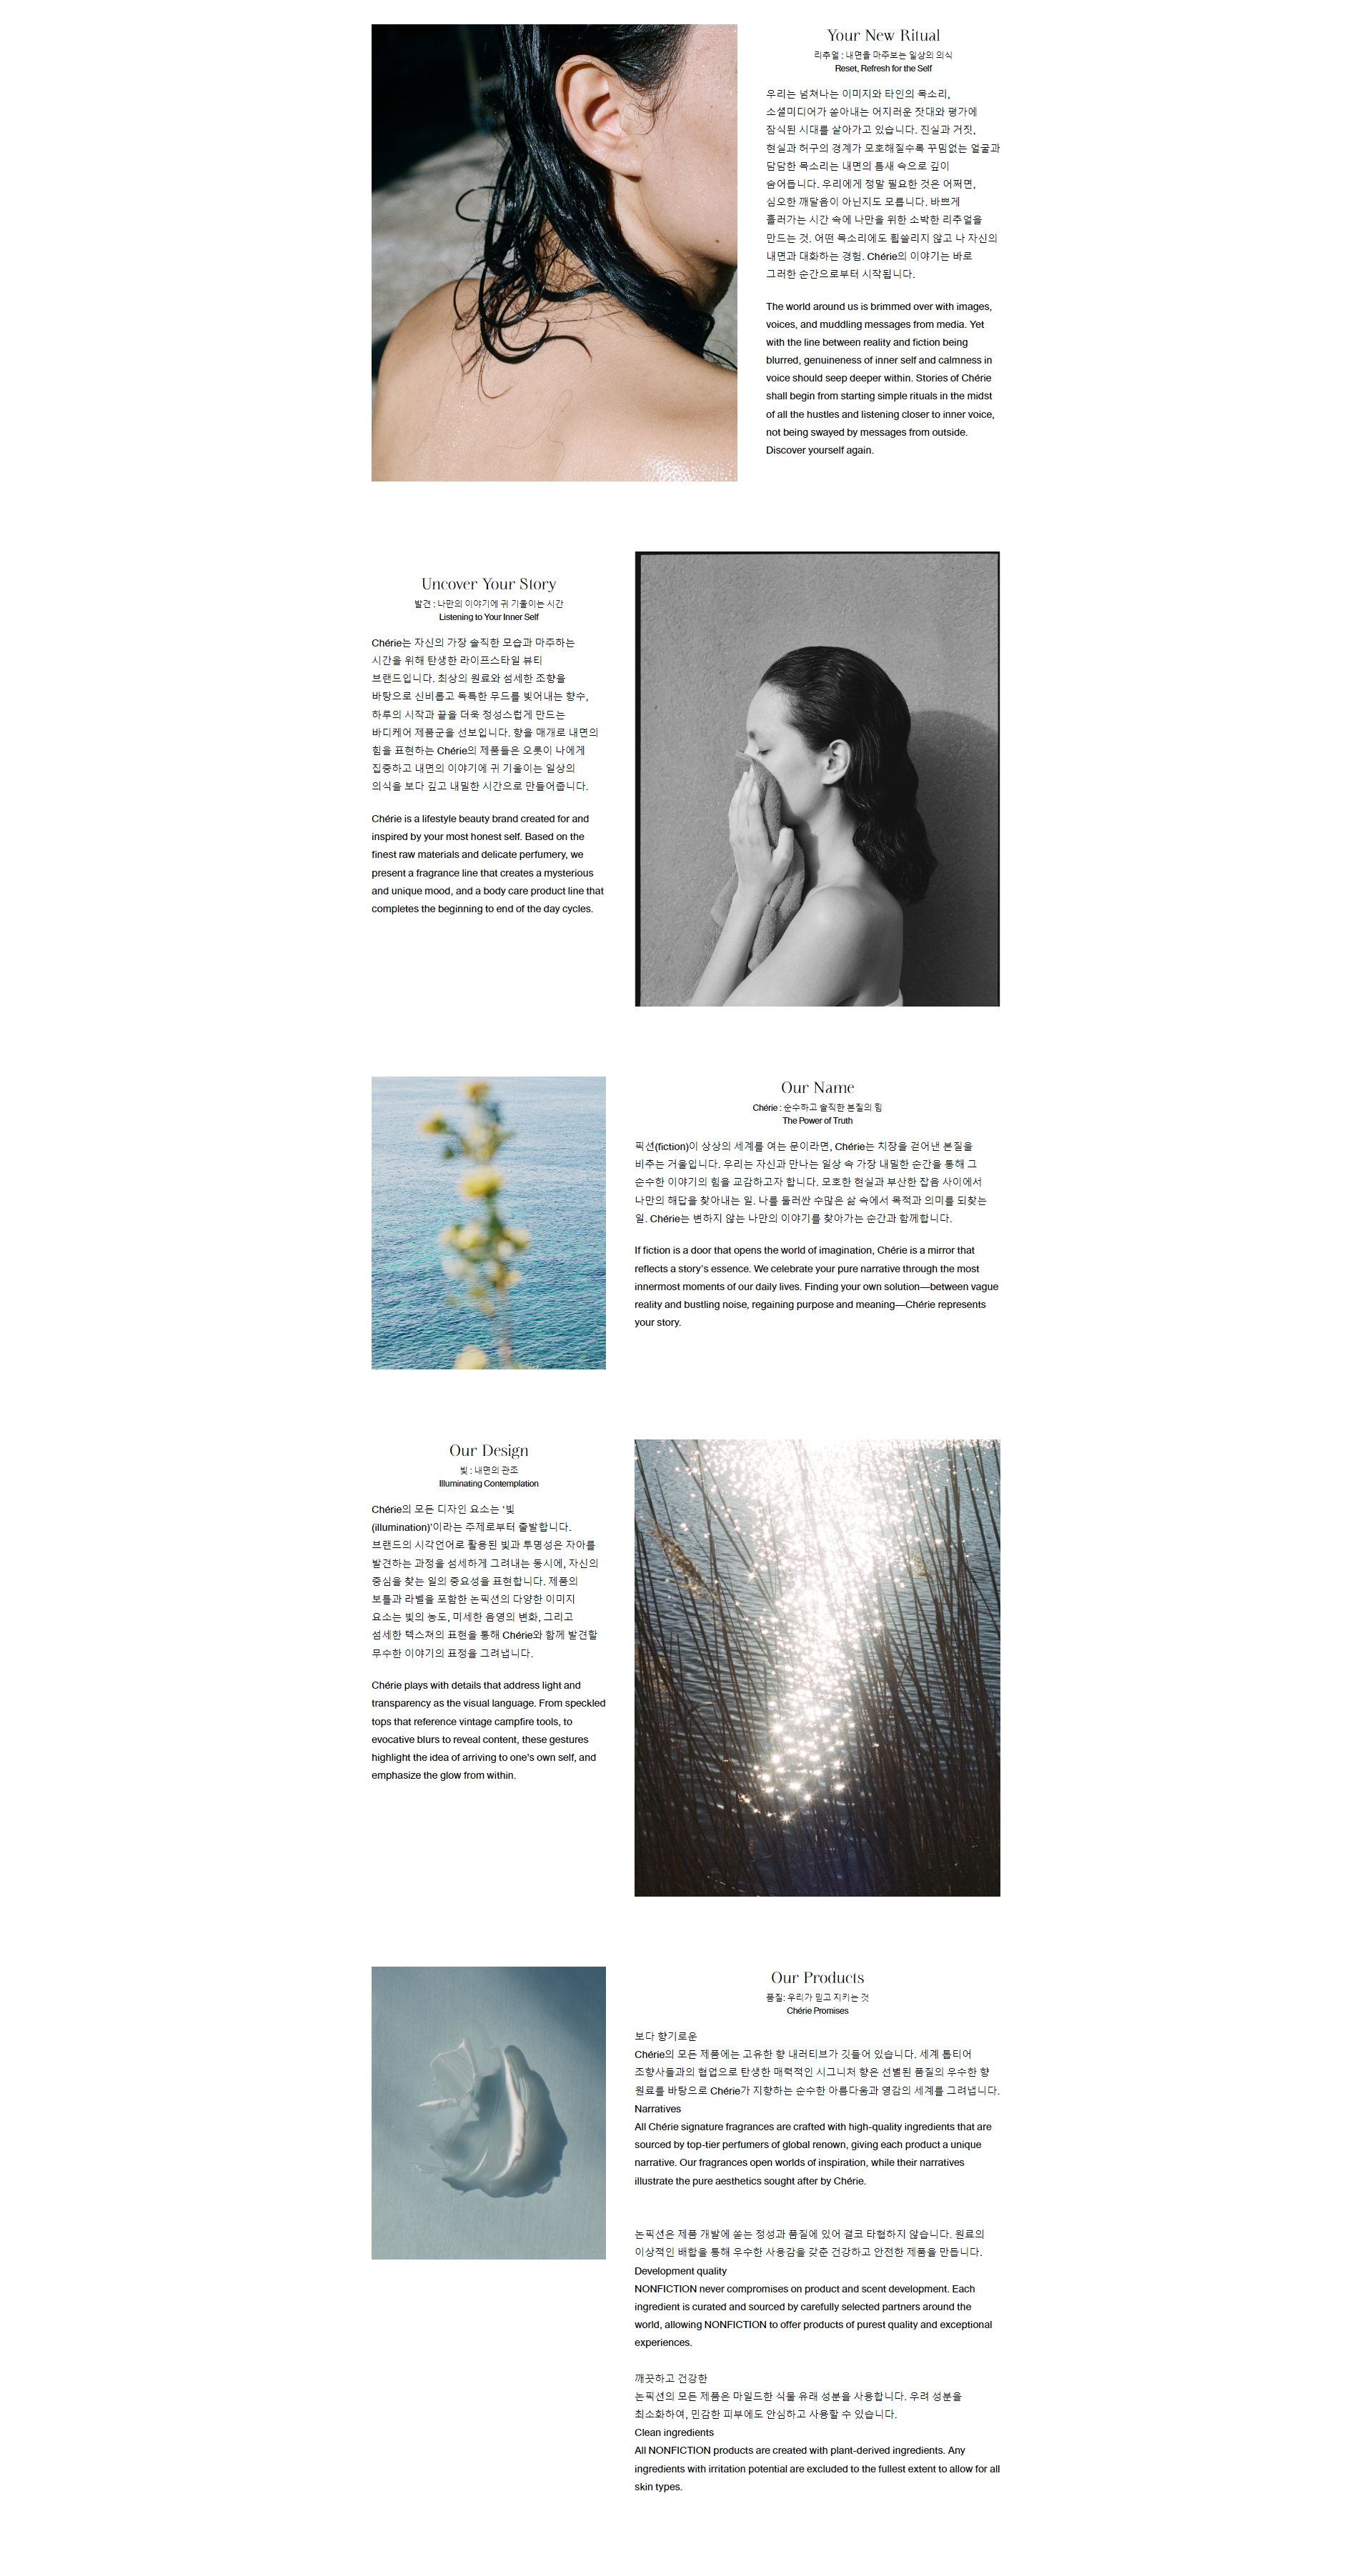 Your New Ritual
리추얼 : 내면을 마주보는 일상의 의식
Reset, Refresh for the Self
우리는 넘쳐나는 이미지와 타인의 목소리,
소셜미디어가 쏟아내는 어지러운 잣대와 평가에
잠식된 시대를 살아가고 있습니다. 진실과 거짓,
현실과 허구의 경계가 모호해질수록 꾸밈없는 얼굴과
담담한 목소리는 내면의 틈새 속으로 깊이
숨어듭니다. 우리에게 정말 필요한 것은 어쩌면,
심오한 깨달음이 아닌지도 모릅니다. 바쁘게
흘러가는 시간 속에 나만을 위한 소박한 리추얼을
만드는 것. 어떤 목소리에도 휩쓸리지 않고 나 자신의
내면과 대화하는 경험. Chérie의 이야기는 바로
그러한 순간으로부터 시작됩니다.
The world around us is brimmed over with images,
voices, and muddling messages from media. Yet
with the line between reality and fiction being
blurred, genuineness of inner self and calmness in
voice should seep deeper within. Stories of Chérie
shall begin from starting simple rituals in the midst
of all the hustles and listening closer to inner voice,
not being swayed by messages from outside.
Discover yourself again.
Uncover Your Story
발견 : 나만의 이야기에 귀 기울이는 시간
Listening to Your Inner Self
Chérie는 자신의 가장 솔직한 모습과 마주하는
시간을 위해 탄생한 라이프스타일 뷰티
브랜드입니다. 최상의 원료와 섬세한 조향을
바탕으로 신비롭고 독특한 무드를 빚어내는 향수,
하루의 시작과 끝을 더욱 정성스럽게 만드는
바디케어 제품군을 선보입니다. 향을 매개로 내면의
힘을 표현하는 Chérie의 제품들은 오롯이 나에게
집중하고 내면의 이야기에 귀 기울이는 일상의
의식을 보다 깊고 내밀한 시간으로 만들어줍니다.
Chérie is a lifestyle beauty brand created for and
inspired by your most honest self. Based on the
finest raw materials and delicate perfumery, we
present a fragrance line that creates a mysterious
and unique mood, and a body care product line that
completes the beginning to end of the day cycles.
Our Name
Chérie : 순수하고 솔직한 본질의 힘
The Power of Truth
픽션(fiction)이 상상의 세계를 여는 문이라면, Chérie는 치장을 걷어낸 본질을
비추는 거울입니다. 우리는 자신과 만나는 일상 속 가장 내밀한 순간을 통해 그
순수한 이야기의 힘을 교감하고자 합니다. 모호한 현실과 부산한 잡음 사이에서
나만의 해답을 찾아내는 일. 나를 둘러싼 수많은 삶 속에서 목적과 의미를 되찾는
일. Chérie는 변하지 않는 나만의 이야기를 찾아가는 순간과 함께합니다.
If fiction is a door that opens the world of imagination, Chérie is a mirror that
reflects a story's essence. We celebrate your pure narrative through the most
innermost moments of our daily lives. Finding your own solution—between vague
reality and bustling noise, regaining purpose and meaning—Chérie represents
your story.
Our Design
빛 : 내면의 관조
Illuminating Contemplation
Chérie의 모든 디자인 요소는 '빛
(illumination)'이라는 주제로부터 출발합니다.
브랜드의 시각언어로 활용된 빛과 투명성은 자아를
발견하는 과정을 섬세하게 그려내는 동시에, 자신의
중심을 찾는 일의 중요성을 표현합니다. 제품의
보틀과 라벨을 포함한 논픽션의 다양한 이미지
요소는 빛의 농도, 미세한 음영의 변화, 그리고
섬세한 텍스쳐의 표현을 통해 Chérie와 함께 발견할
무수한 이야기의 표정을 그려냅니다.
Chérie plays with details that address light and
transparency as the visual language. From speckled
tops that reference vintage campfire tools, to
evocative blurs to reveal content, these gestures
highlight the idea of arriving to one's own self, and
emphasize the glow from within.
Our Products
품질: 우리가 믿고 지키는 것
Chérie Promises
보다 향기로운
Chérie의 모든 제품에는 고유한 향 내러티브가 깃들어 있습니다. 세계 톱티어
조향사들과의 협업으로 탄생한 매력적인 시그니처 향은 선별된 품질의 우수한 향
원료를 바탕으로 Chérie가 지향하는 순수한 아름다움과 영감의 세계를 그려냅니다.
Narratives
All Chérie signature fragrances are crafted with high-quality ingredients that are
sourced by top-tier perfumers of global renown, giving each product a unique
narrative. Our fragrances open worlds of inspiration, while their narratives
illustrate the pure aesthetics sought after by Chérie.
논픽션은 제품 개발에 쏟는 정성과 품질에 있어 결코 타협하지 않습니다. 원료의
이상적인 배합을 통해 우수한 사용감을 갖춘 건강하고 안전한 제품을 만듭니다.
Development quality
NONFICTION never compromises on product and scent development. Each
ingredient is curated and sourced by carefully selected partners around the
world, allowing NONFICTION to offer products of purest quality and exceptional
experiences.
깨끗하고 건강한
논픽션의 모든 제품은 마일드한 식물 유래 성분을 사용합니다. 우려 성분을
최소화하여, 민감한 피부에도 안심하고 사용할 수 있습니다.
Clean ingredients
All NONFICTION products are created with plant-derived ingredients. Any
ingredients with irritation potential are excluded to the fullest extent to allow for all
skin types.